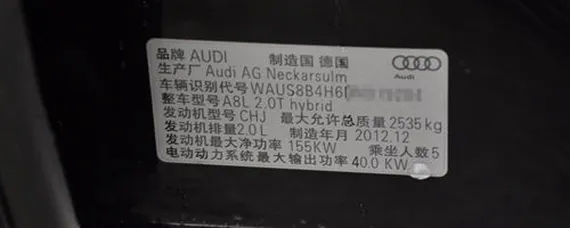 品牌 AUDI 制造国 德国
生产厂 Audi AG Neckarsulm
Audi
车辆识别代号 WAUS8B4H6
整车型号 A8L 2.0T hybrid
发动机型号 CHJ 最大允许总质量 2535 kg
发动机排量 2.0 L 制造年月 2012.12
发动机最大净功率 155KW 乘坐人数 5
电动动力系统最大输出功率 40.0 KW